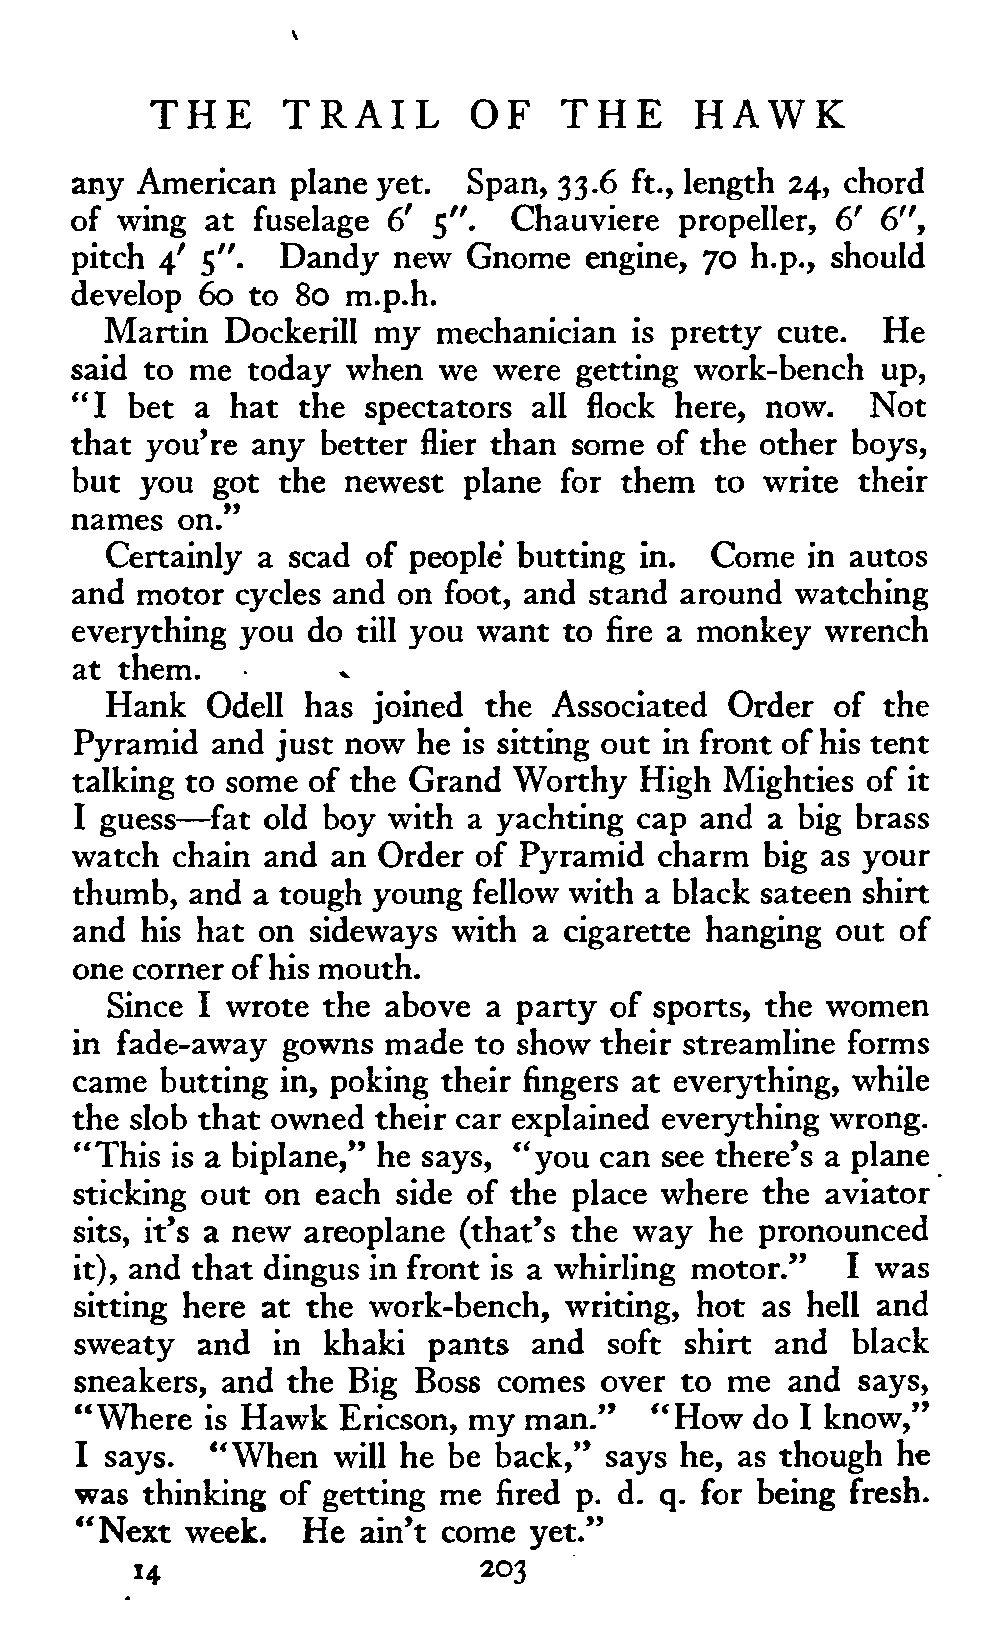 THE TRAIL OF THE HAWK
any American plane yet. Span, 33.6 ft., length 24, chord
of wing at fuselage 6′ 5″. Chauviere propeller, 6′ 6″,
pitch 4′ 5″. Dandy new Gnome engine, 70 h.p., should
develop 60 to 80 m.p.h.
Martin Dockerill my mechanician is pretty cute. He
said to me today when we were getting work-bench up,
“I bet a hat the spectators all flock here, now. Not
that you’re any better flier than some of the other boys,
but you got the newest plane for them to write their
names on.”
Certainly a scad of people butting in. Come in autos
and motor cycles and on foot, and stand around watching
everything you do till you want to fire a monkey wrench
at them.
Hank Odell has joined the Associated Order of the
Pyramid and just now he is sitting out in front of his tent
talking to some of the Grand Worthy High Mighties of it
I guess—fat old boy with a yachting cap and a big brass
watch chain and an Order of Pyramid charm big as your
thumb, and a tough young fellow with a black sateen shirt
and his hat on sideways with a cigarette hanging out of
one corner of his mouth.
Since I wrote the above a party of sports, the women
in fade-away gowns made to show their streamline forms
came butting in, poking their fingers at everything, while
the slob that owned their car explained everything wrong.
“This is a biplane,” he says, “you can see there’s a plane
sticking out on each side of the place where the aviator
sits, it’s a new areoplane (that’s the way he pronounced
it), and that dingus in front is a whirling motor.” I was
sitting here at the work-bench, writing, hot as hell and
sweaty and in khaki pants and soft shirt and black
sneakers, and the Big Boss comes over to me and says,
“Where is Hawk Ericson, my man.” “How do I know,”
I says. “When will he be back,” says he, as though he
was thinking of getting me fired p. d. q. for being fresh.
“Next week. He ain’t come yet.”
14 203